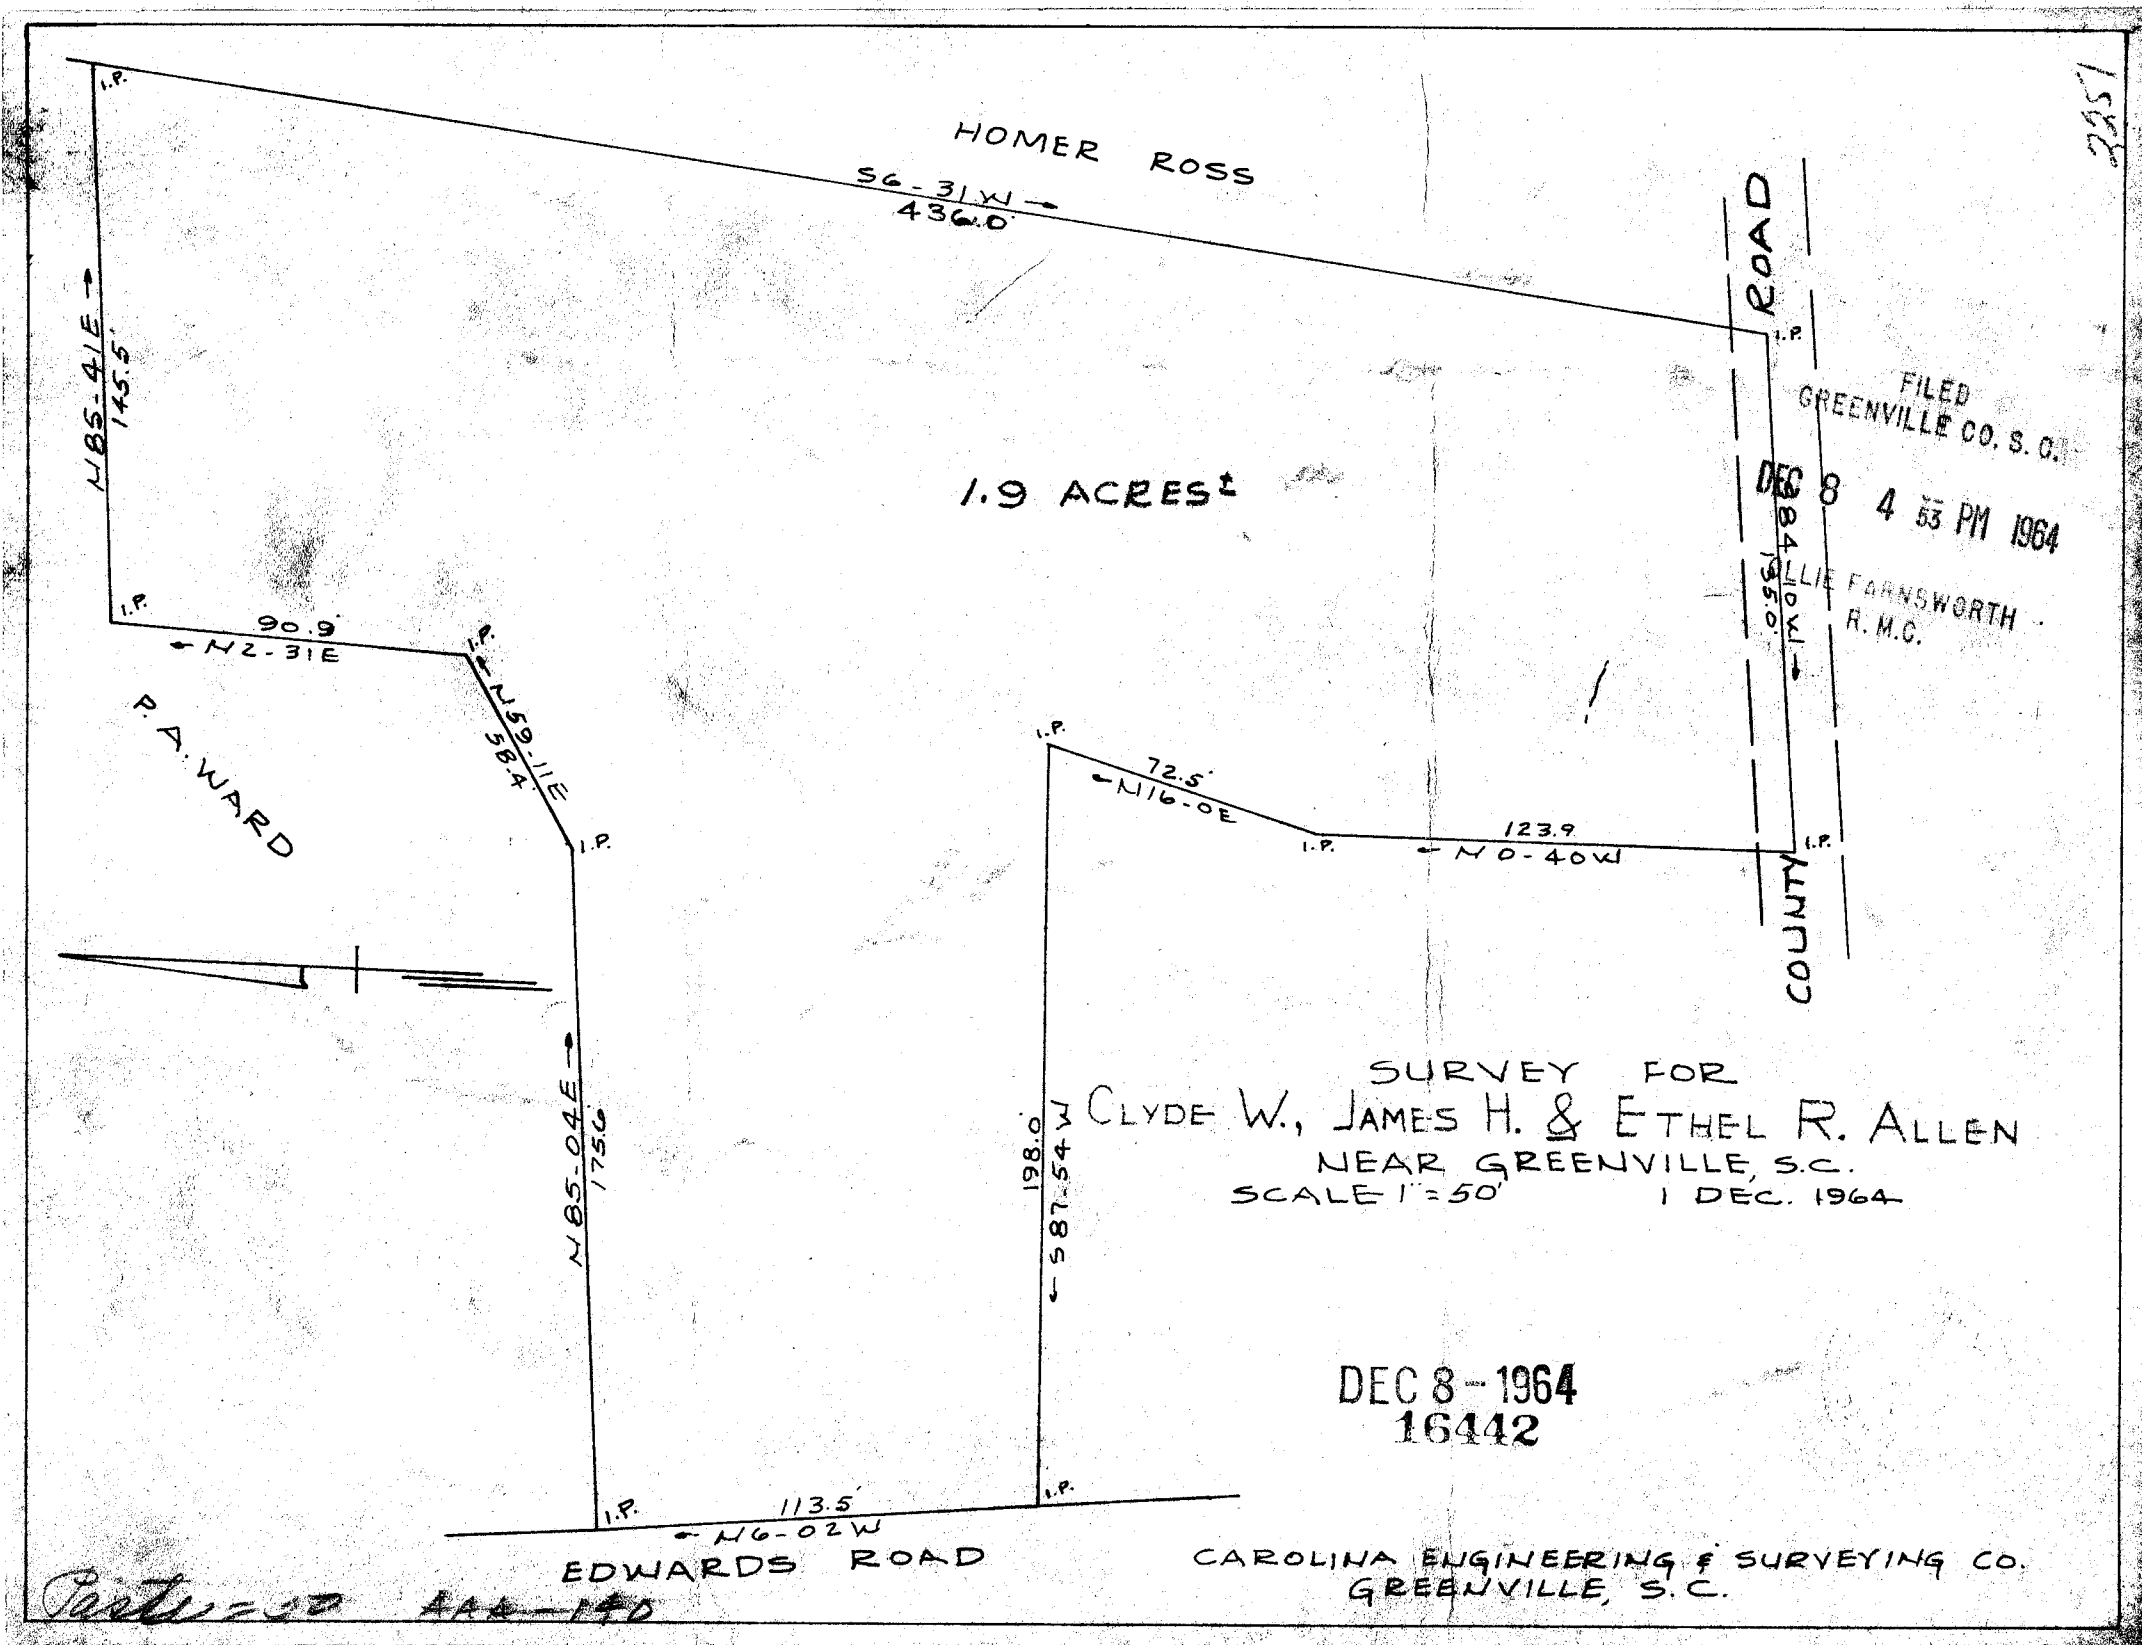 2251
I.P.
HOMER ROSS
S6-31W →
436.0'
ROAD
I.P.
FILED
GREENVILLE CO. S. C.
DEC 8 4 53 PM 1964
OLLIE FARNSWORTH
R. M. C.
N85-41E →
145.5'
1.9 ACRES±
S84-10W →
135.0'
I.P.
90.9'
← N2-31E
I.P.
← N59-11E
58.4'
I.P.
P. A. WARD
I.P.
72.5'
← N16-0E
I.P.
123.9
← N0-40W
I.P.
COUNTY
N85-04E →
175.6'
198.0'
← S87-54W
SURVEY FOR
CLYDE W., JAMES H. & ETHEL R. ALLEN
NEAR GREENVILLE, S.C.
SCALE 1"=50' 1 DEC. 1964
DEC 8-1964
16442
I.P.
113.5'
← N6-02W
I.P.
EDWARDS ROAD
CAROLINA ENGINEERING & SURVEYING CO.
GREENVILLE, S.C.
AAA-140